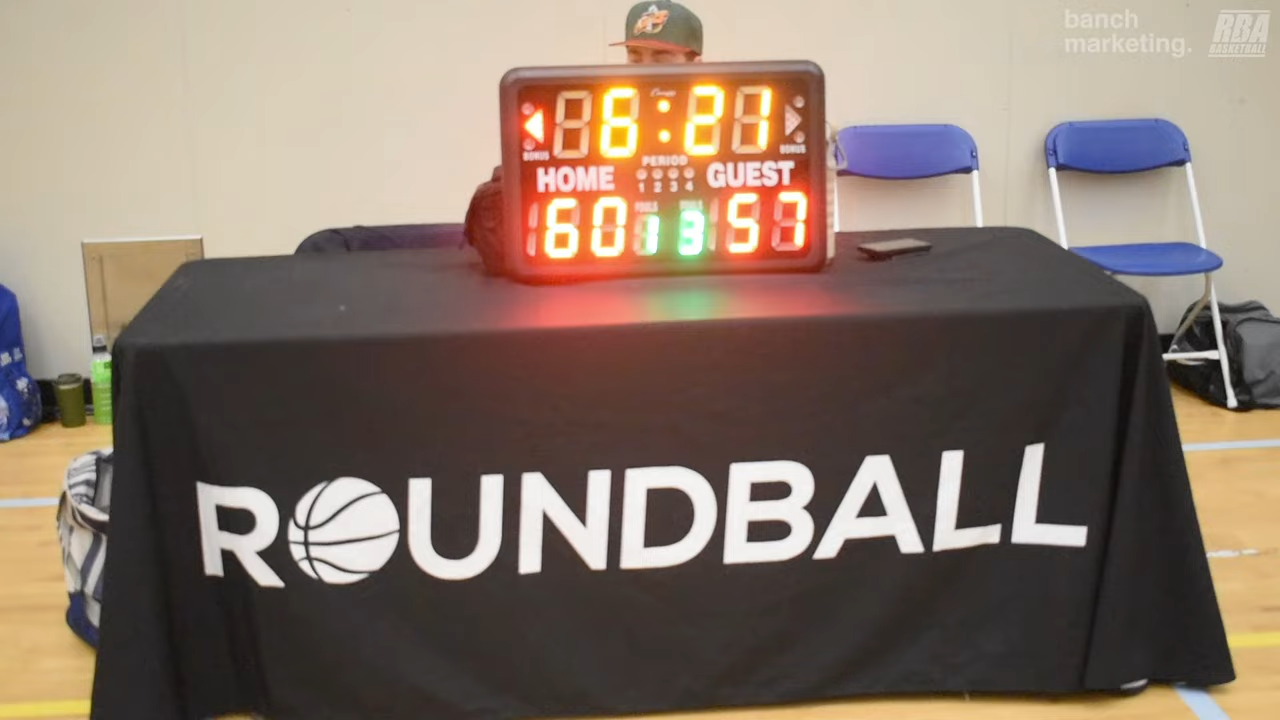 banch
marketing.
RBA
BASKETBALL
6:21
BONUS
PERIOD
BONUS
HOME
1 2 3 4
GUEST
60
FOULS
1
FOULS
3
57
ROUNDBALL